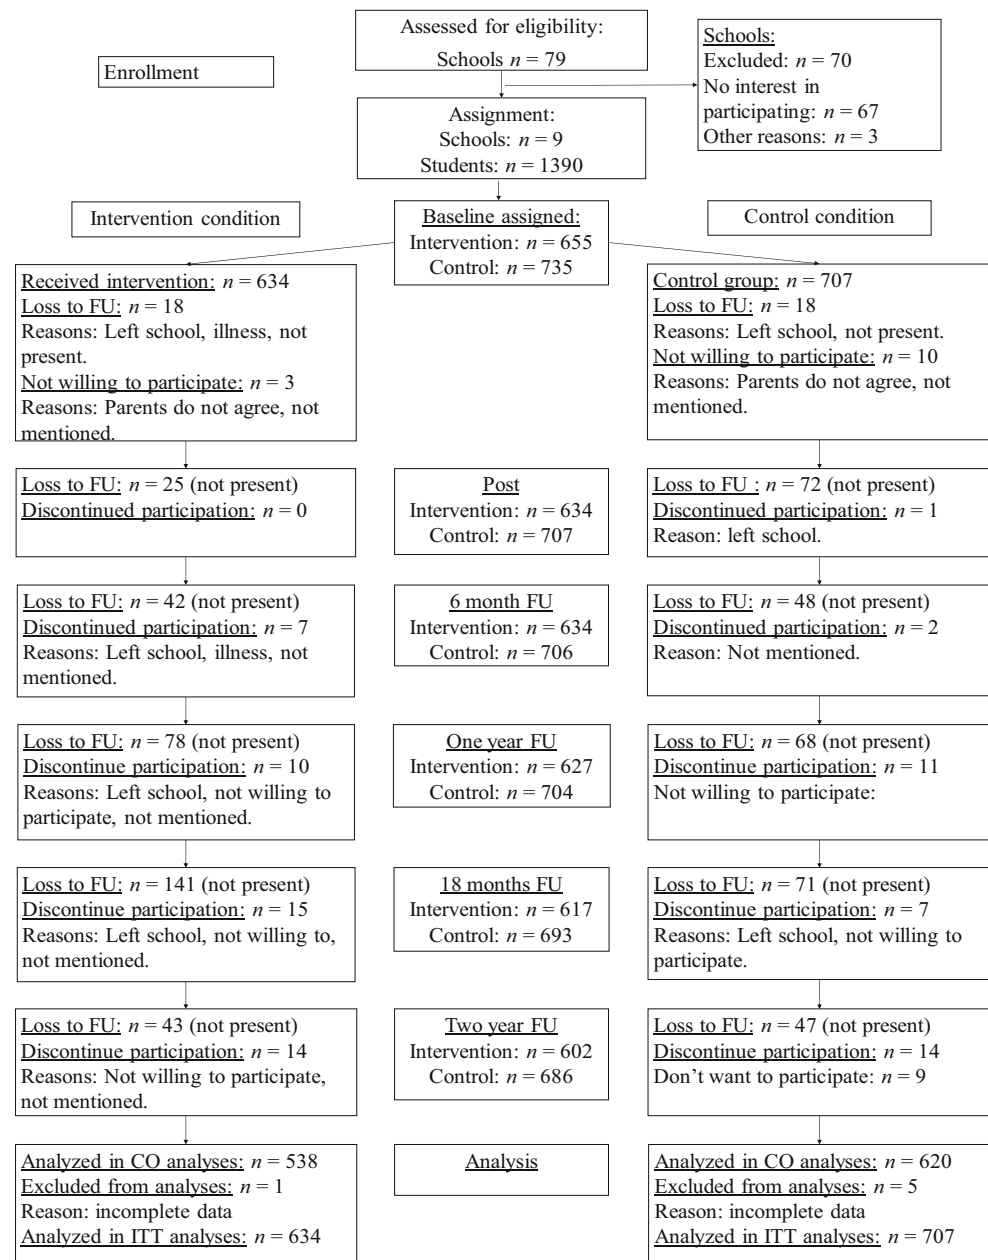 Assessed for eligibility:
Schools n = 79
Enrollment
Schools:
Excluded: n = 70
No interest in
participating: n = 67
Other reasons: n = 3
Assignment:
Schools: n = 9
Students: n = 1390
Intervention condition
Baseline assigned:
Intervention: n = 655
Control: n = 735
Control condition
Received intervention: n = 634
Loss to FU: n = 18
Reasons: Left school, illness, not
present.
Not willing to participate: n = 3
Reasons: Parents do not agree, not
mentioned.
Control group: n = 707
Loss to FU: n = 18
Reasons: Left school, not present.
Not willing to participate: n = 10
Reasons: Parents do not agree, not
mentioned.
Loss to FU: n = 25 (not present)
Discontinued participation: n = 0
Post
Intervention: n = 634
Control: n = 707
Loss to FU : n = 72 (not present)
Discontinued participation: n = 1
Reason: left school.
Loss to FU: n = 42 (not present)
Discontinued participation: n = 7
Reasons: Left school, illness, not
mentioned.
6 month FU
Intervention: n = 634
Control: n = 706
Loss to FU: n = 48 (not present)
Discontinued participation: n = 2
Reason: Not mentioned.
Loss to FU: n = 78 (not present)
Discontinue participation: n = 10
Reasons: Left school, not willing to
participate, not mentioned.
One year FU
Intervention: n = 627
Control: n = 704
Loss to FU: n = 68 (not present)
Discontinue participation: n = 11
Not willing to participate:
Loss to FU: n = 141 (not present)
Discontinue participation: n = 15
Reasons: Left school, not willing to,
not mentioned.
18 months FU
Intervention: n = 617
Control: n = 693
Loss to FU: n = 71 (not present)
Discontinue participation: n = 7
Reasons: Left school, not willing to
participate.
Loss to FU: n = 43 (not present)
Discontinue participation: n = 14
Reasons: Not willing to participate,
not mentioned.
Two year FU
Intervention: n = 602
Control: n = 686
Loss to FU: n = 47 (not present)
Discontinue participation: n = 14
Don't want to participate: n = 9
Analyzed in CO analyses: n = 538
Excluded from analyses: n = 1
Reason: incomplete data
Analyzed in ITT analyses: n = 634
Analysis
Analyzed in CO analyses: n = 620
Excluded from analyses: n = 5
Reason: incomplete data
Analyzed in ITT analyses: n = 707